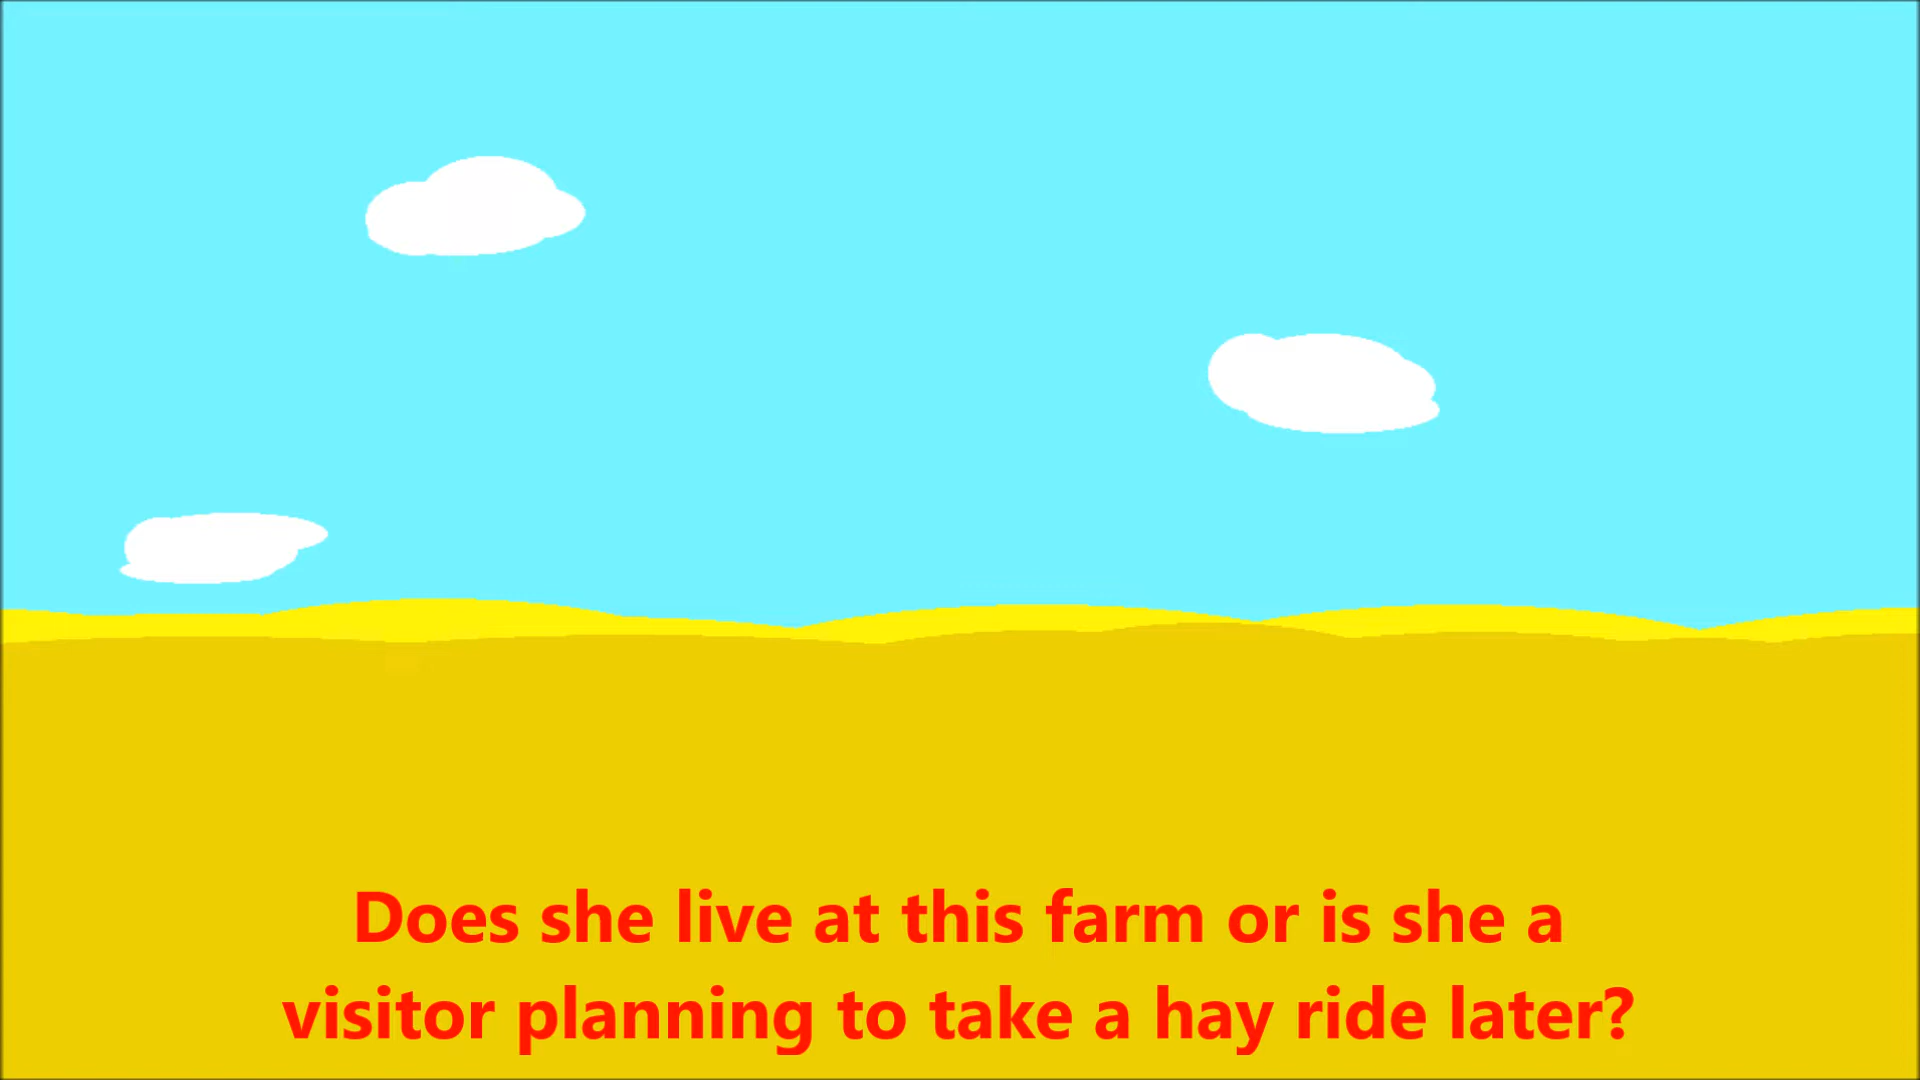 Does she live at this farm or is she a
visitor planning to take a hay ride later?